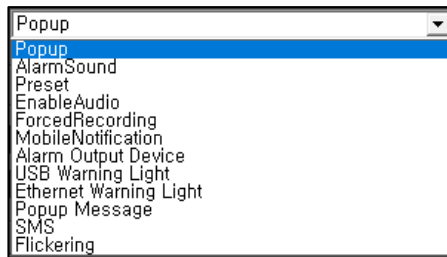 Popup
Popup
AlarmSound
Preset
EnableAudio
ForcedRecording
MobileNotification
Alarm Output Device
USB Warning Light
Ethernet Warning Light
Popup Message
SMS
Flickering